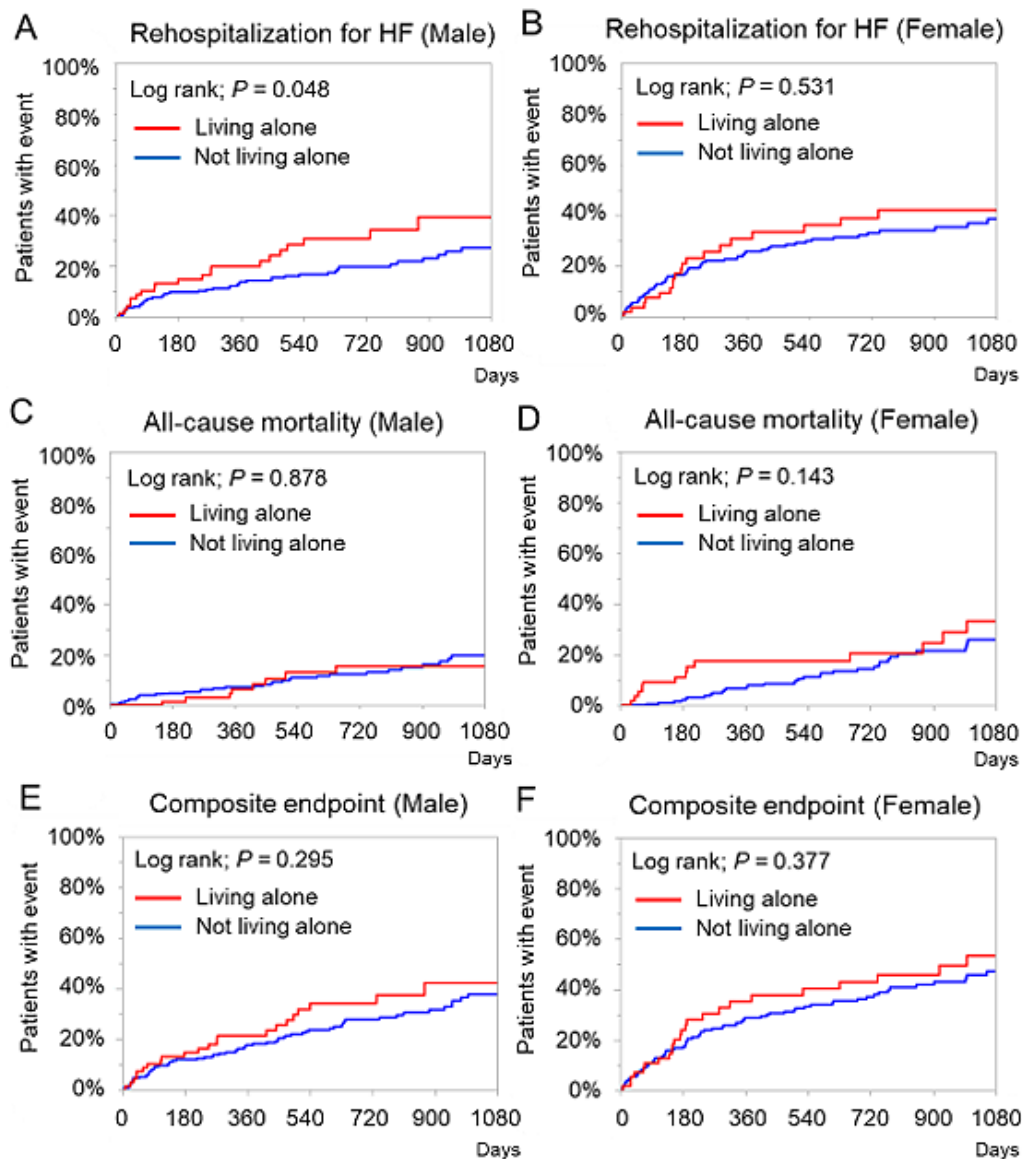 A
Rehospitalization for HF (Male)
100%
80%
60%
40%
20%
0%
Patients with event
Log rank; P = 0.048
Living alone
Not living alone
0 180 360 540 720 900 1080
Days
B
Rehospitalization for HF (Female)
100%
80%
60%
40%
20%
0%
Patients with event
Log rank; P = 0.531
Living alone
Not living alone
0 180 360 540 720 900 1080
Days
C
All-cause mortality (Male)
100%
80%
60%
40%
20%
0%
Patients with event
Log rank; P = 0.878
Living alone
Not living alone
0 180 360 540 720 900 1080
Days
D
All-cause mortality (Female)
100%
80%
60%
40%
20%
0%
Patients with event
Log rank; P = 0.143
Living alone
Not living alone
0 180 360 540 720 900 1080
Days
E
Composite endpoint (Male)
100%
80%
60%
40%
20%
0%
Patients with event
Log rank; P = 0.295
Living alone
Not living alone
0 180 360 540 720 900 1080
Days
F
Composite endpoint (Female)
100%
80%
60%
40%
20%
0%
Patients with event
Log rank; P = 0.377
Living alone
Not living alone
0 180 360 540 720 900 1080
Days